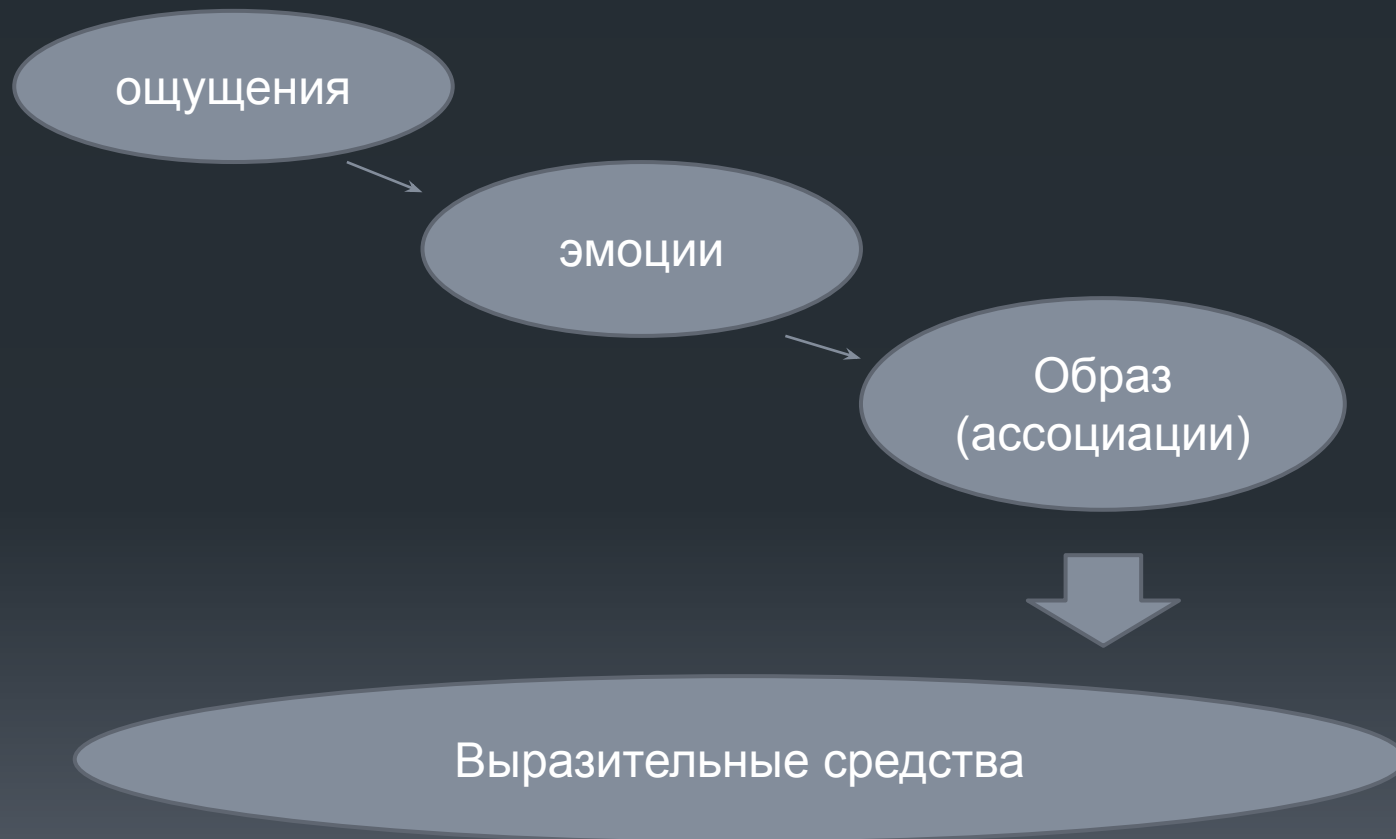 ощущения
эмоции
Образ
(ассоциации)
Выразительные средства